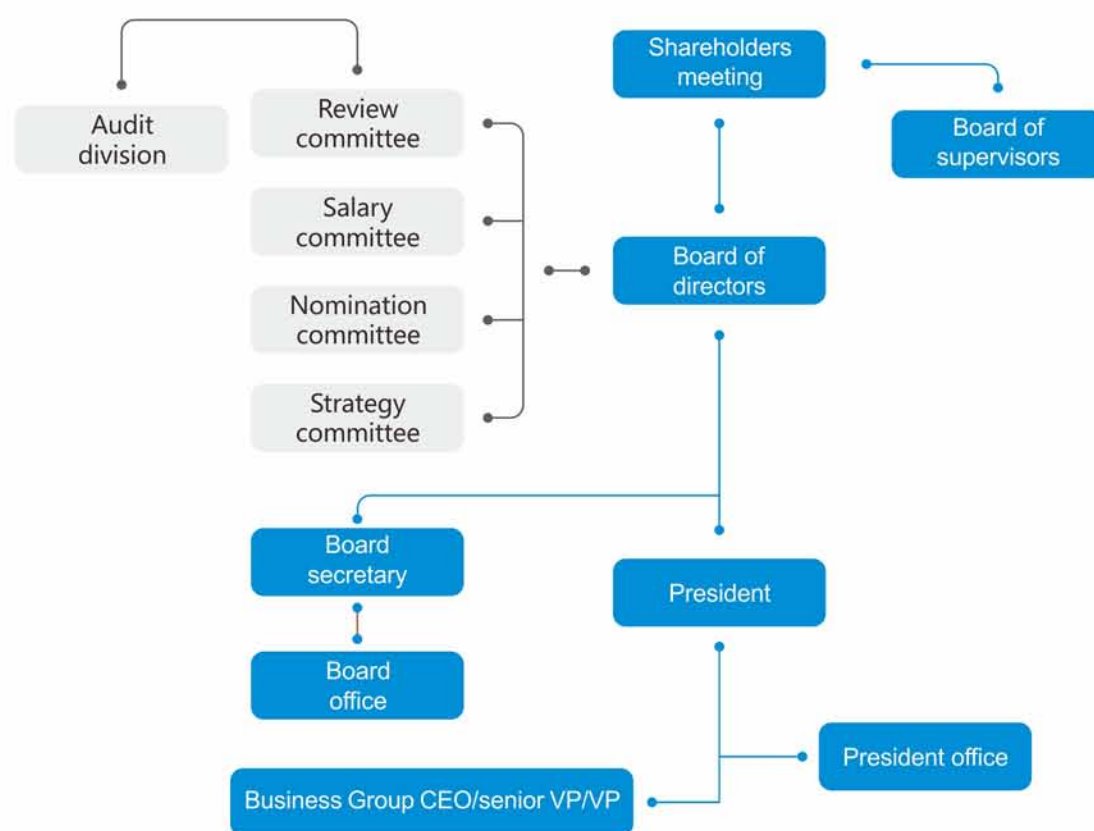 Shareholders
meeting
Audit
division
Review
committee
Board of
supervisors
Salary
committee
Board of
directors
Nomination
committee
Strategy
committee
Board
secretary
President
Board
office
President office
Business Group CEO/senior VP/VP